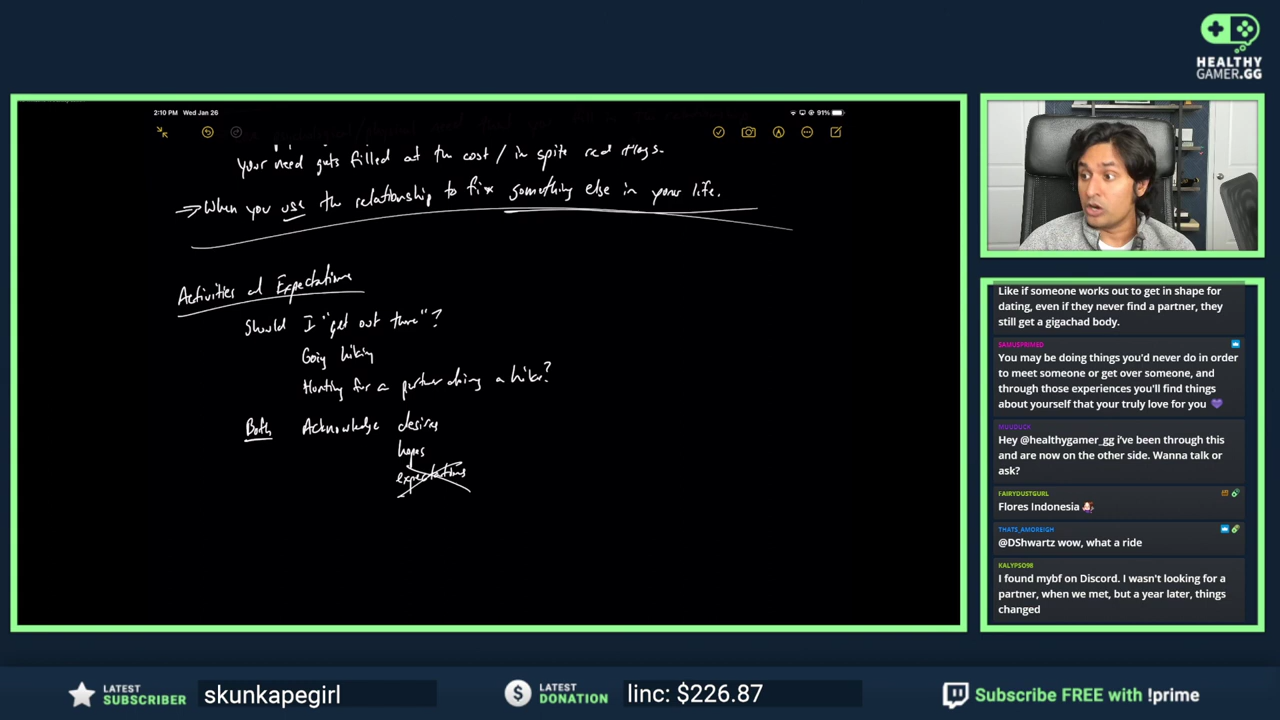 HEALTHY
GAMER.GG
2:10 PM Wed Jan 26
91%
your need gets filled at the cost / in spite red flags.
→ When you use the relationship to fix something else in your life.
Activities and Expectations
Should I "get out there"?
Going hiking
Hunting for a partner doing a hike?
Both Acknowledge desires
hopes
expectations
Like if someone works out to get in shape for
dating, even if they never find a partner, they
still get a gigachad body.
SAMUSPRIMED
You may be doing things you'd never do in order
to meet someone or get over someone, and
through those experiences you'll find things
about yourself that your truly love for you 💜
MUUDUCK
Hey @healthygamer_gg i've been through this
and are now on the other side. Wanna talk or
ask?
FAIRYDUSTGURL
Flores Indonesia
THATS_AMOREIGH
@DShwartz wow, what a ride
KALYPSO98
I found mybf on Discord. I wasn't looking for a
partner, when we met, but a year later, things
changed
LATEST
SUBSCRIBER
skunkapegirl
LATEST
DONATION
linc: $226.87
Subscribe FREE with !prime